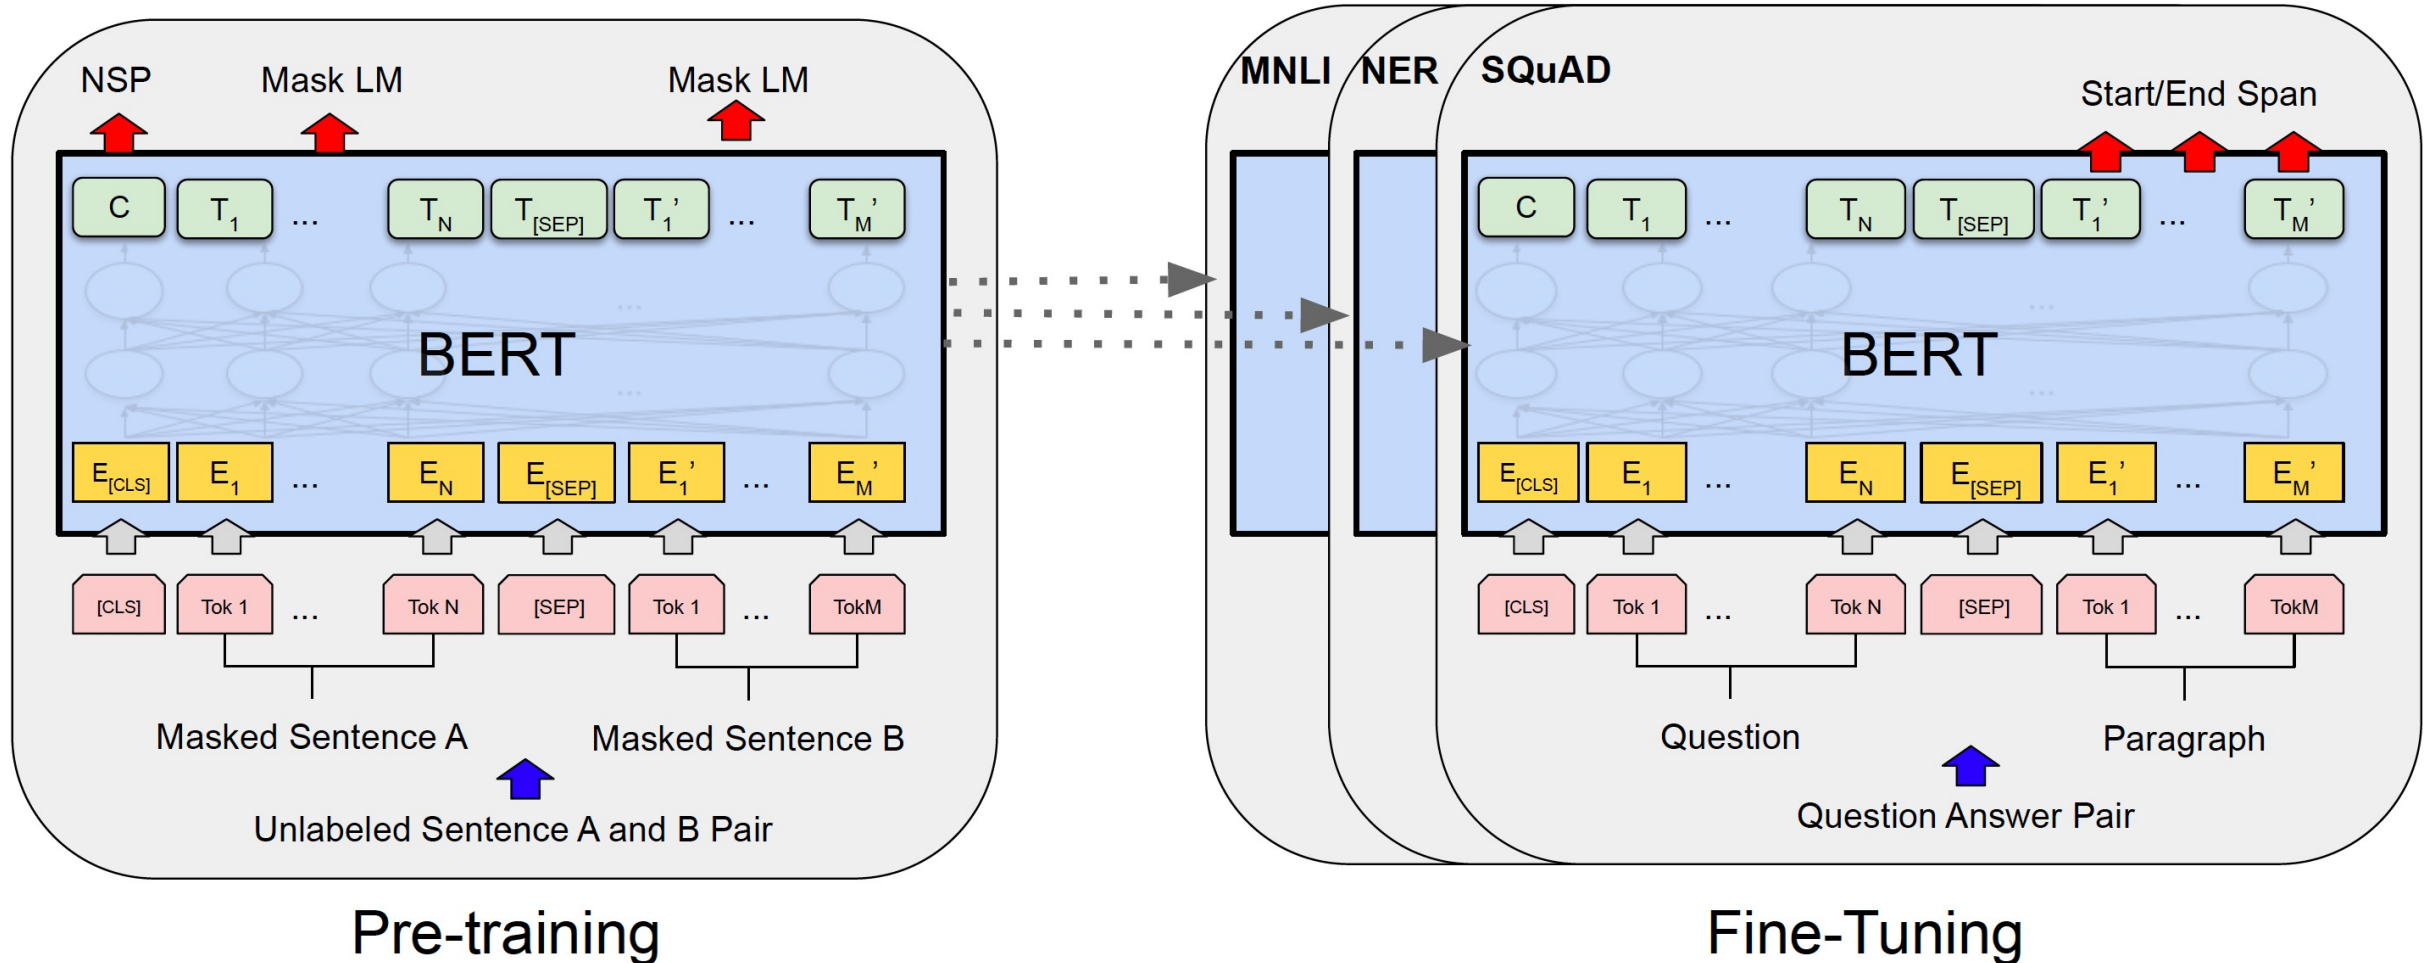 NSP Mask LM Mask LM
C T1 ... TN T[SEP] T1’ ... TM’
...
BERT
...
E[CLS] E1 ... EN E[SEP] E1’ ... EM’
[CLS] Tok 1 ... Tok N [SEP] Tok 1 ... TokM
Masked Sentence A Masked Sentence B
Unlabeled Sentence A and B Pair
Pre-training
MNLI NER SQuAD
Start/End Span
C T1 ... TN T[SEP] T1’ ... TM’
...
BERT
...
E[CLS] E1 ... EN E[SEP] E1’ ... EM’
[CLS] Tok 1 ... Tok N [SEP] Tok 1 ... TokM
Question Paragraph
Question Answer Pair
Fine-Tuning